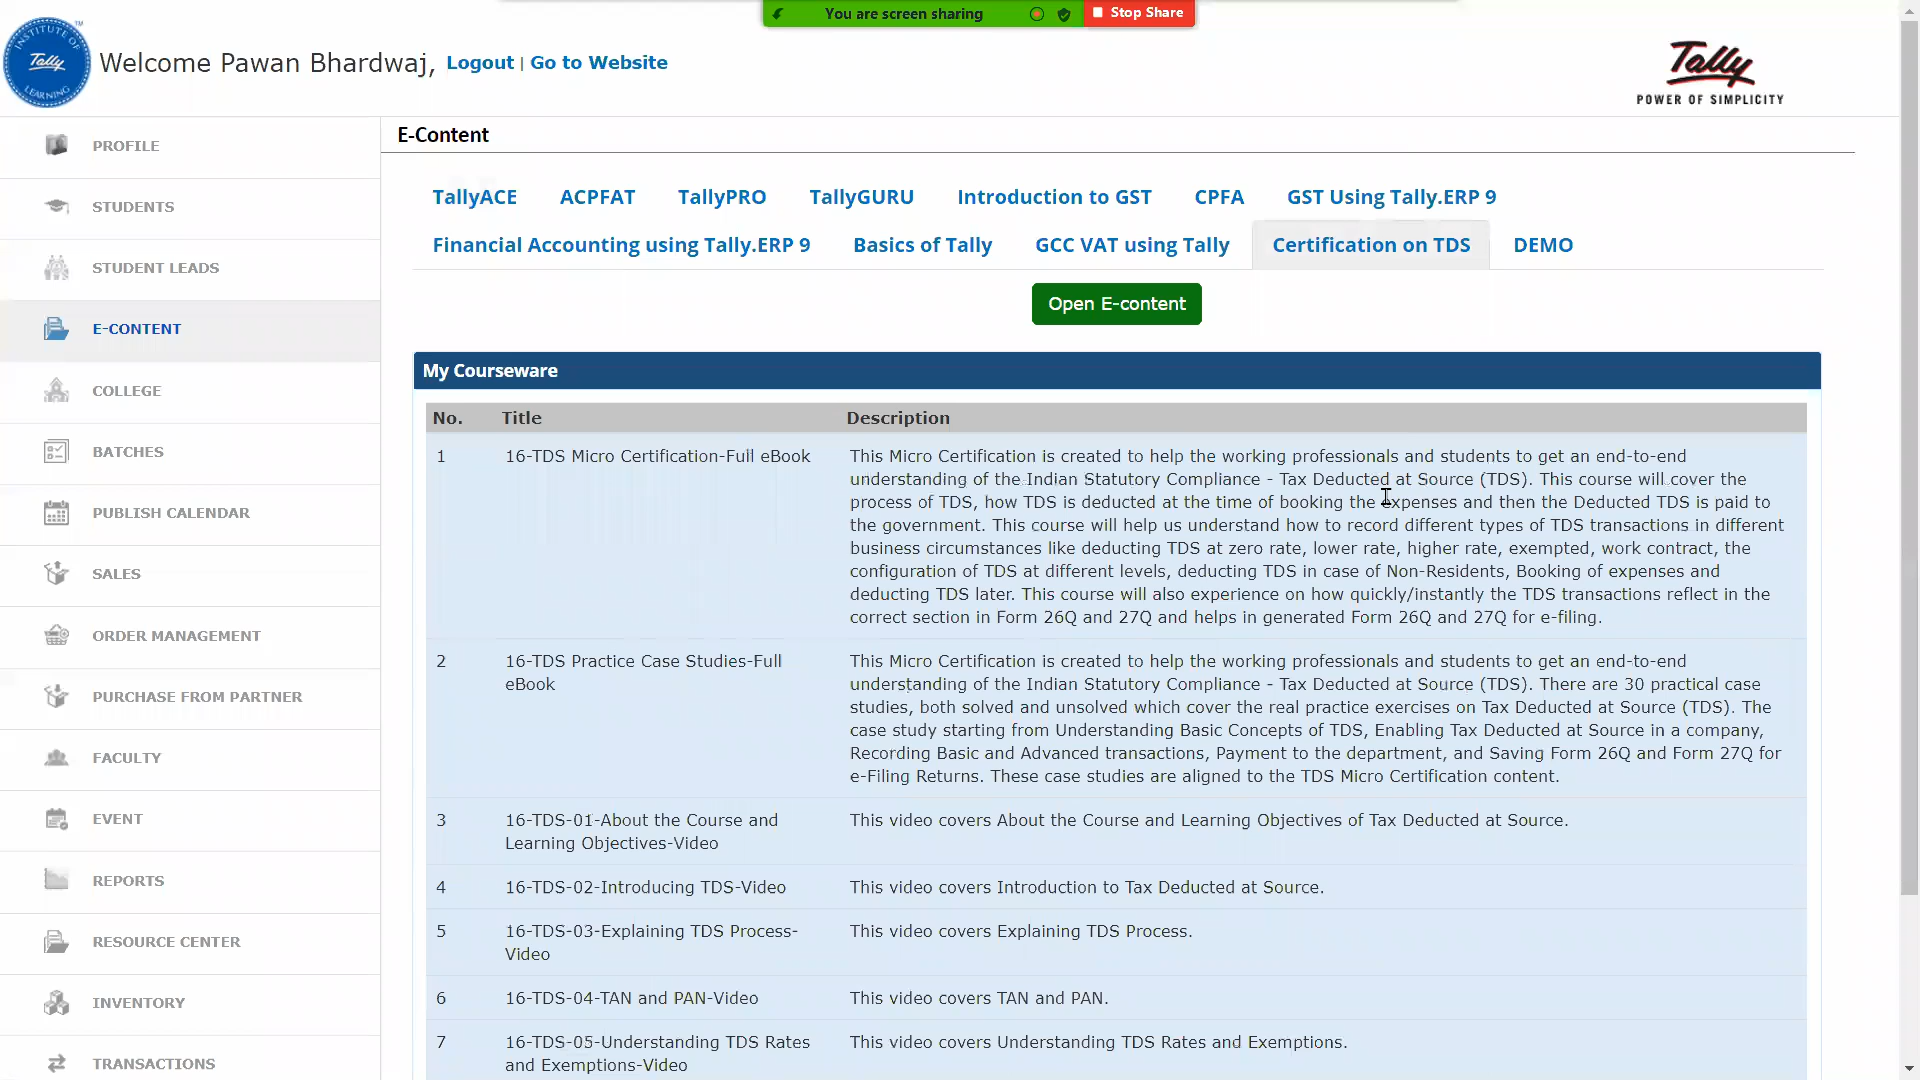 You are screen sharing
Stop Share
INSTITUTE OF
Tally
LEARNING
TM
Welcome Pawan Bhardwaj, Logout | Go to Website
Tally
POWER OF SIMPLICITY
PROFILE
STUDENTS
STUDENT LEADS
E-CONTENT
COLLEGE
BATCHES
PUBLISH CALENDAR
SALES
ORDER MANAGEMENT
PURCHASE FROM PARTNER
FACULTY
EVENT
REPORTS
RESOURCE CENTER
INVENTORY
TRANSACTIONS
E-Content
TallyACE ACPFAT TallyPRO TallyGURU Introduction to GST CPFA GST Using Tally.ERP 9
Financial Accounting using Tally.ERP 9 Basics of Tally GCC VAT using Tally Certification on TDS DEMO
Open E-content
My Courseware
No. Title Description
1 16-TDS Micro Certification-Full eBook This Micro Certification is created to help the working professionals and students to get an end-to-end
understanding of the Indian Statutory Compliance - Tax Deducted at Source (TDS). This course will cover the
process of TDS, how TDS is deducted at the time of booking the expenses and then the Deducted TDS is paid to
the government. This course will help us understand how to record different types of TDS transactions in different
business circumstances like deducting TDS at zero rate, lower rate, higher rate, exempted, work contract, the
configuration of TDS at different levels, deducting TDS in case of Non-Residents, Booking of expenses and
deducting TDS later. This course will also experience on how quickly/instantly the TDS transactions reflect in the
correct section in Form 26Q and 27Q and helps in generated Form 26Q and 27Q for e-filing.
2 16-TDS Practice Case Studies-Full This Micro Certification is created to help the working professionals and students to get an end-to-end
eBook understanding of the Indian Statutory Compliance - Tax Deducted at Source (TDS). There are 30 practical case
studies, both solved and unsolved which cover the real practice exercises on Tax Deducted at Source (TDS). The
case study starting from Understanding Basic Concepts of TDS, Enabling Tax Deducted at Source in a company,
Recording Basic and Advanced transactions, Payment to the department, and Saving Form 26Q and Form 27Q for
e-Filing Returns. These case studies are aligned to the TDS Micro Certification content.
3 16-TDS-01-About the Course and This video covers About the Course and Learning Objectives of Tax Deducted at Source.
Learning Objectives-Video
4 16-TDS-02-Introducing TDS-Video This video covers Introduction to Tax Deducted at Source.
5 16-TDS-03-Explaining TDS Process- This video covers Explaining TDS Process.
Video
6 16-TDS-04-TAN and PAN-Video This video covers TAN and PAN.
7 16-TDS-05-Understanding TDS Rates This video covers Understanding TDS Rates and Exemptions.
and Exemptions-Video